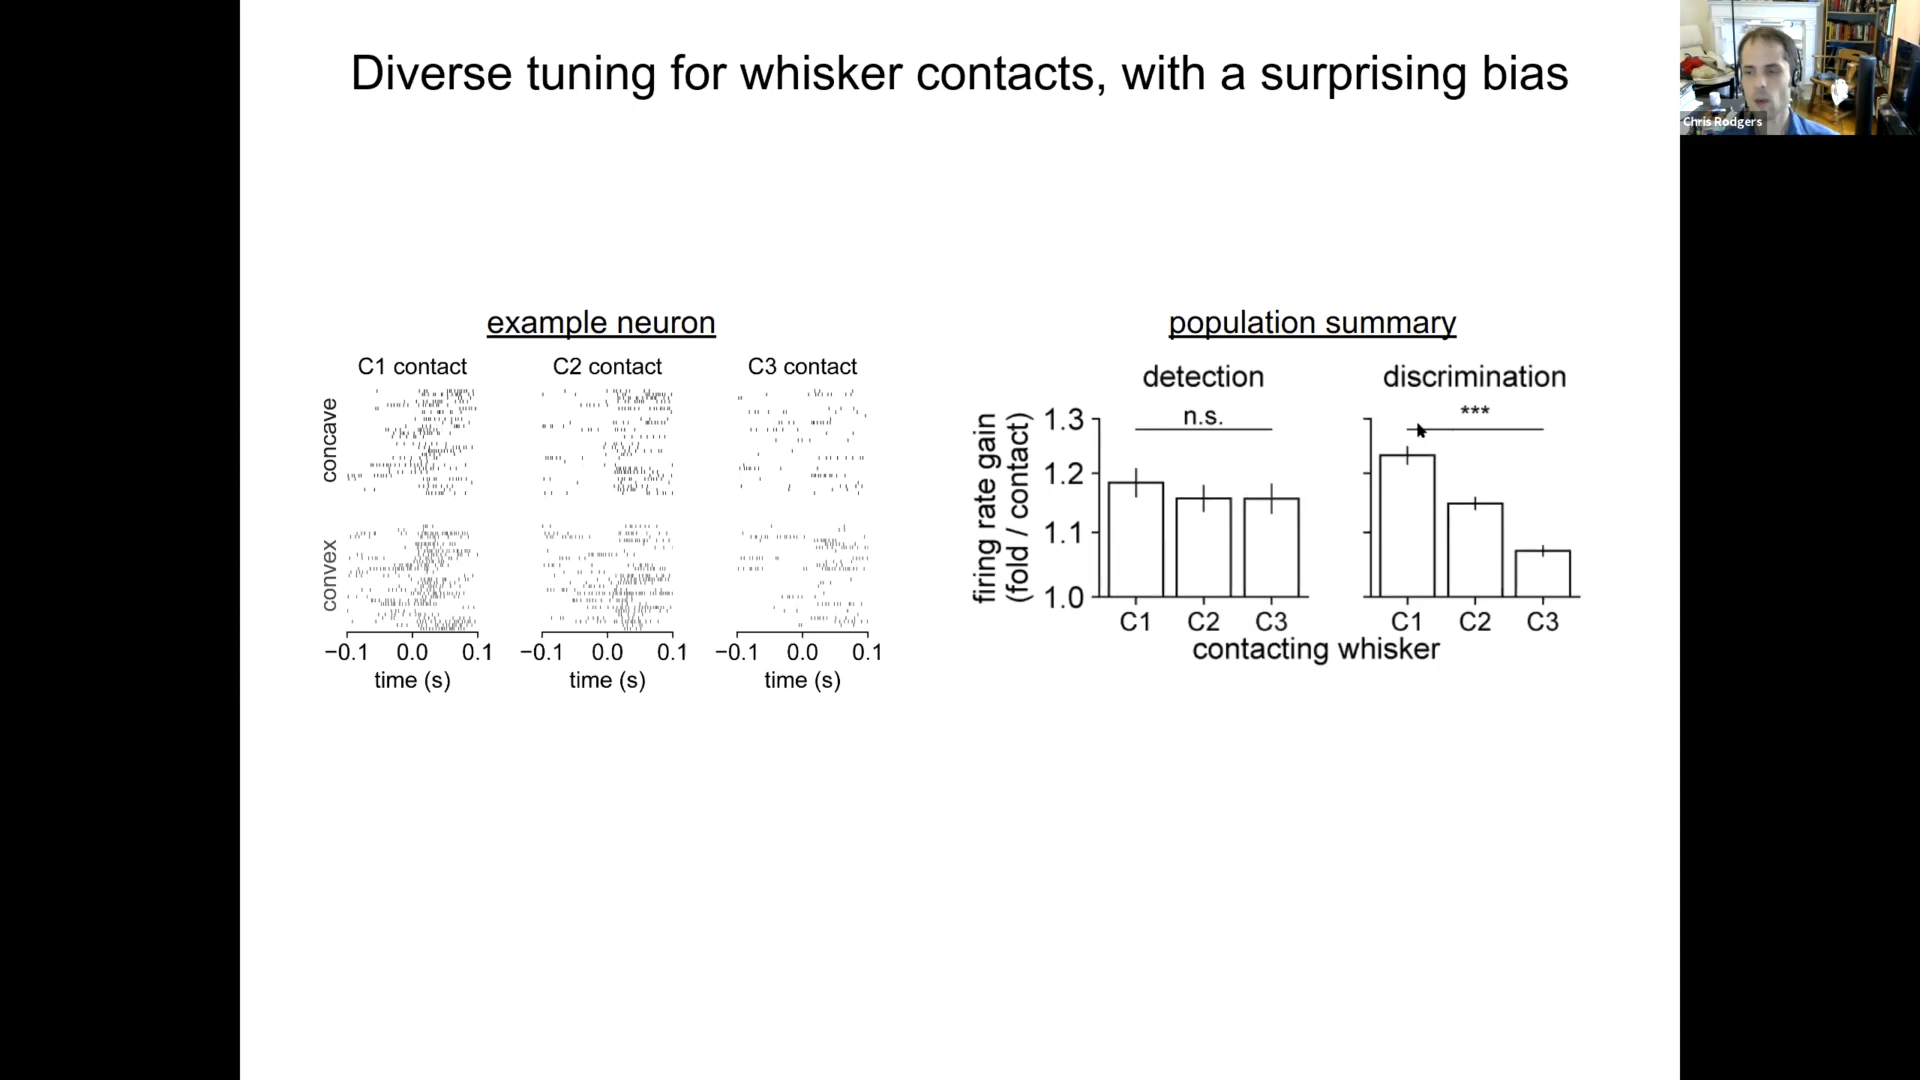 Diverse tuning for whisker contacts, with a surprising bias
Chris Rodgers
example neuron
C1 contact
C2 contact
C3 contact
concave
convex
−0.1 0.0 0.1
−0.1 0.0 0.1
−0.1 0.0 0.1
time (s)
time (s)
time (s)
population summary
detection
discrimination
firing rate gain
(fold / contact)
1.3
1.2
1.1
1.0
n.s.
***
C1 C2 C3
C1 C2 C3
contacting whisker